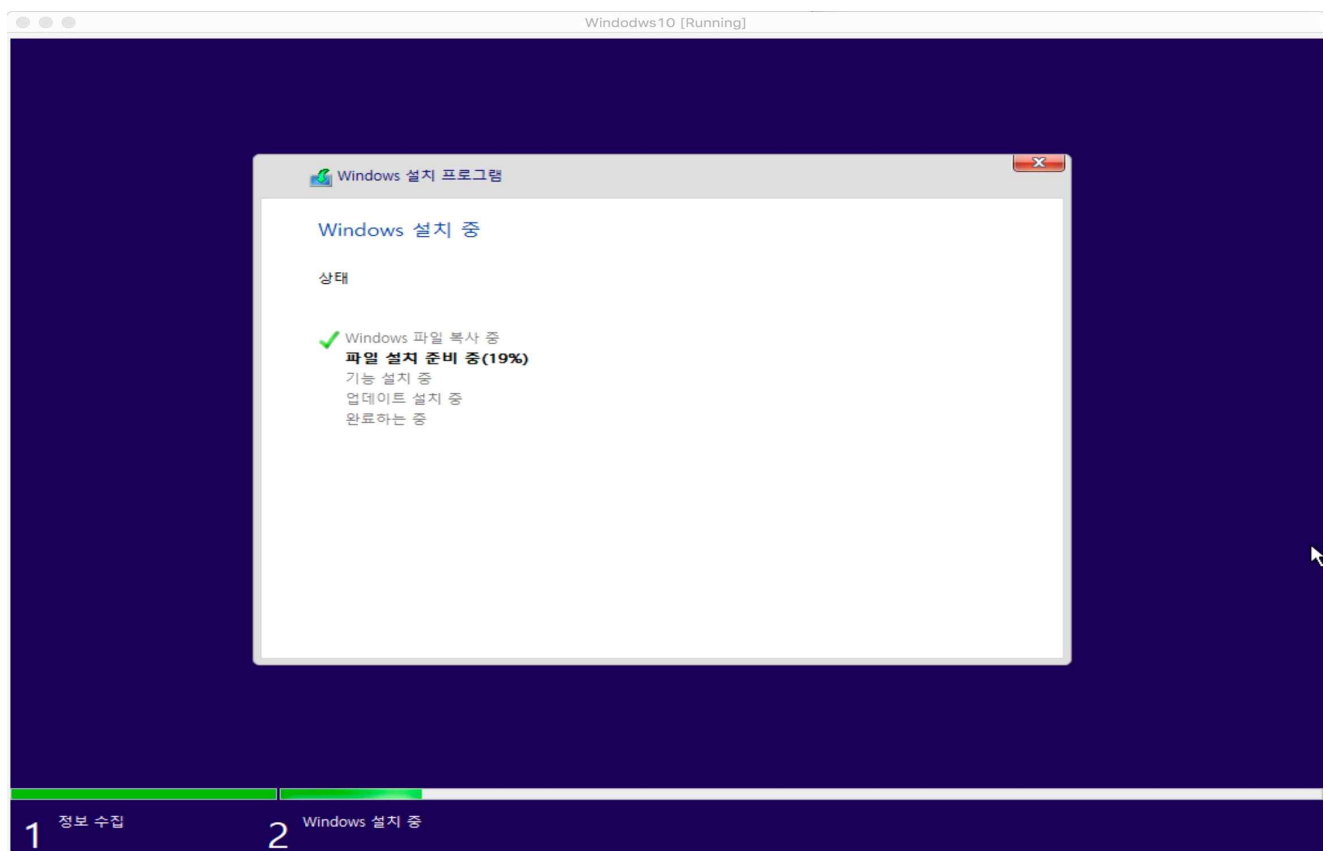 Windodws10 [Running]
Windows 설치 프로그램
Windows 설치 중
상태
Windows 파일 복사 중
파일 설치 준비 중(19%)
기능 설치 중
업데이트 설치 중
완료하는 중
1 정보 수집
2 Windows 설치 중